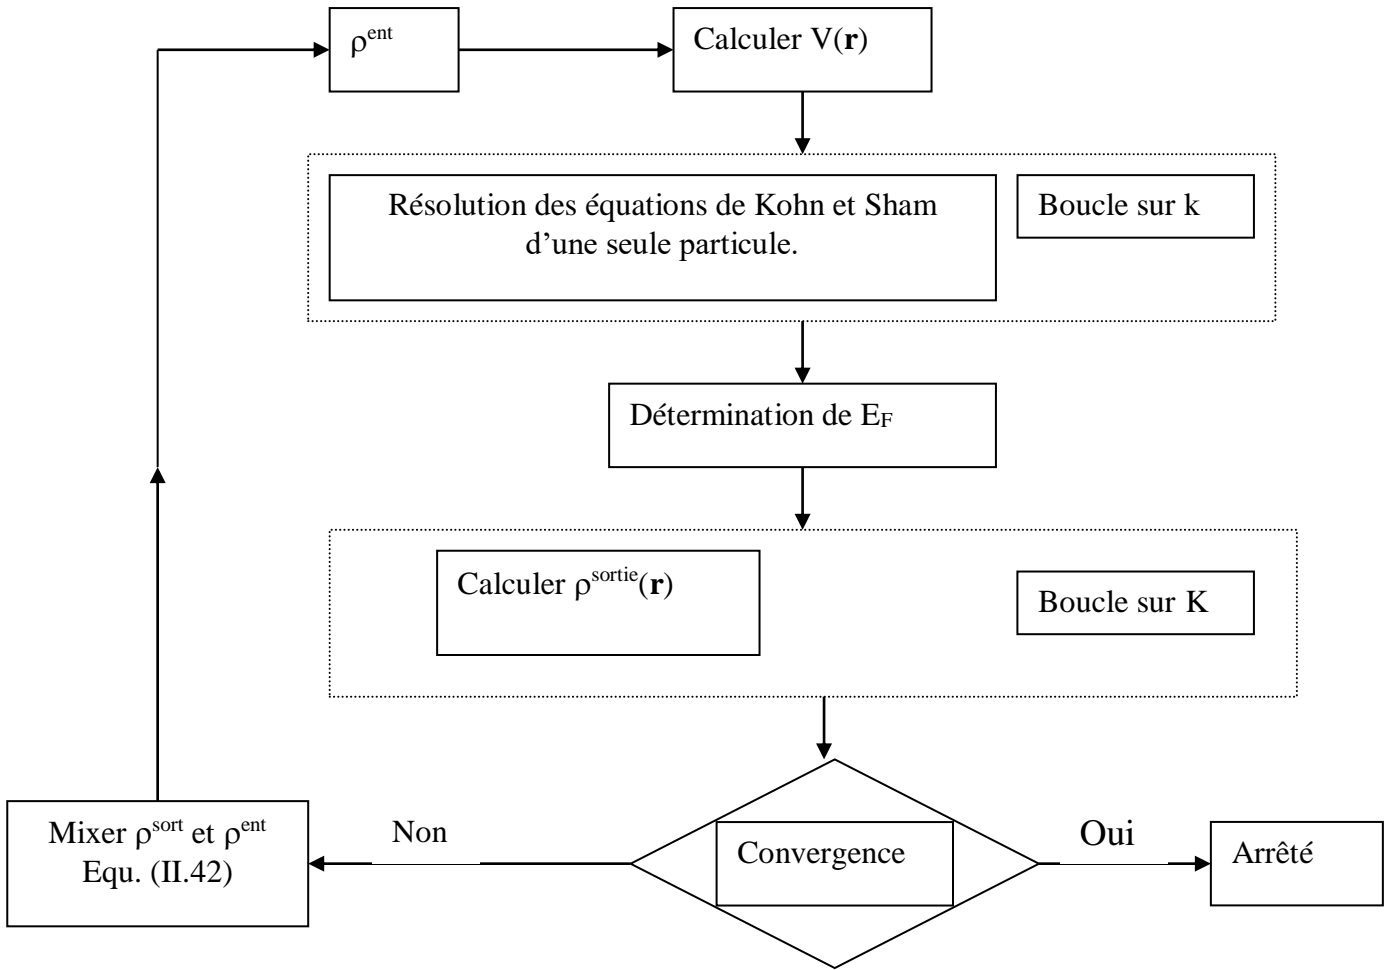 ρ^ent
Calculer V(r)
Résolution des équations de Kohn et Sham
d’une seule particule.
Boucle sur k
Détermination de E_F
Calculer ρ^sortie(r)
Boucle sur K
Mixer ρ^sort et ρ^ent
Equ. (II.42)
Non
Convergence
Oui
Arrêté